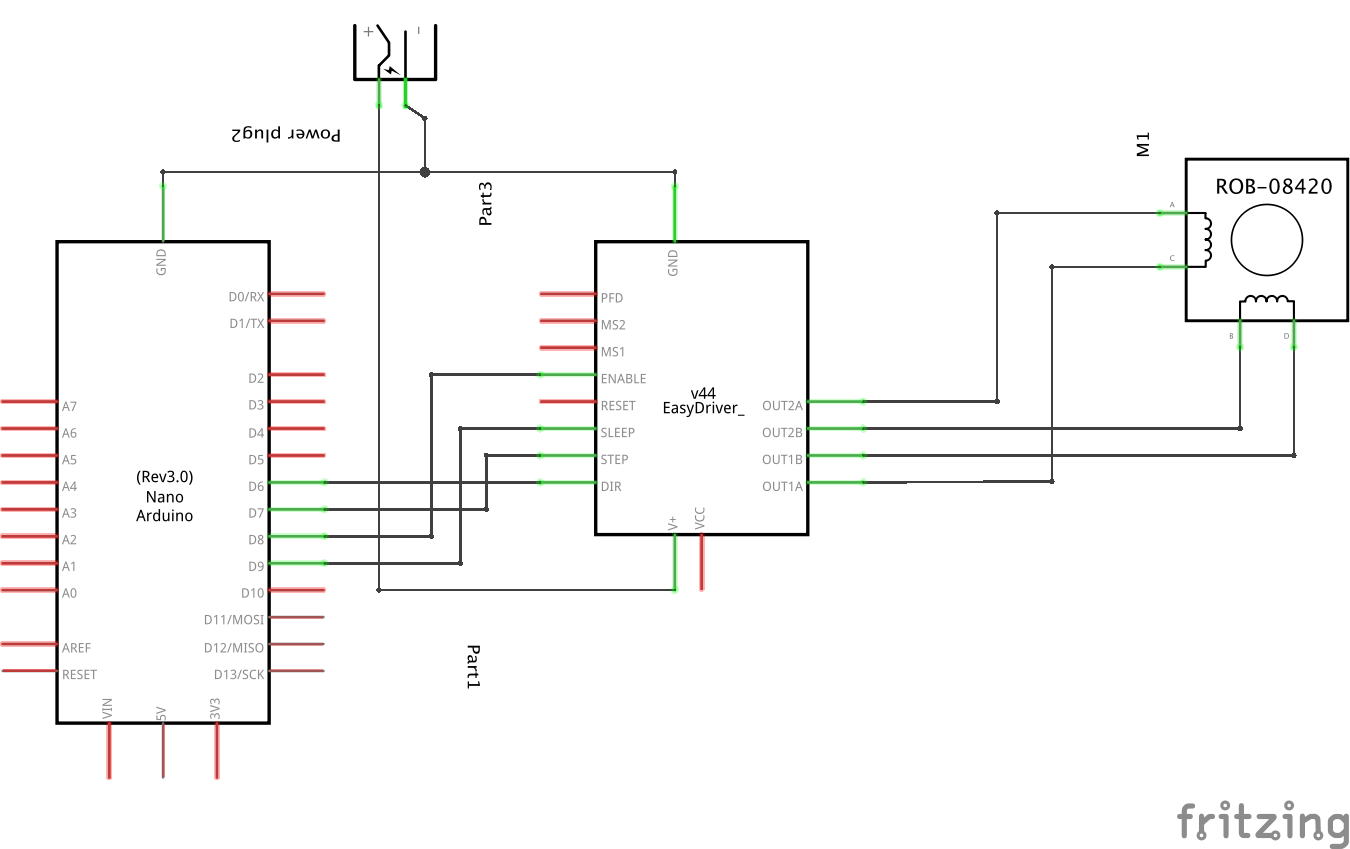 + −
Power plug2
Part3
M1
ROB-08420
A
C
B
D
GND
D0/RX
D1/TX
D2
D3
D4
D5
D6
D7
D8
D9
D10
D11/MOSI
D12/MISO
D13/SCK
A7
A6
A5
A4
A3
A2
A1
A0
AREF
RESET
(Rev3.0)
Nano
Arduino
VIN
5V
3V3
GND
PFD
MS2
MS1
ENABLE
RESET
SLEEP
STEP
DIR
v44
EasyDriver_
OUT2A
OUT2B
OUT1B
OUT1A
V+
VCC
Part1
fritzing